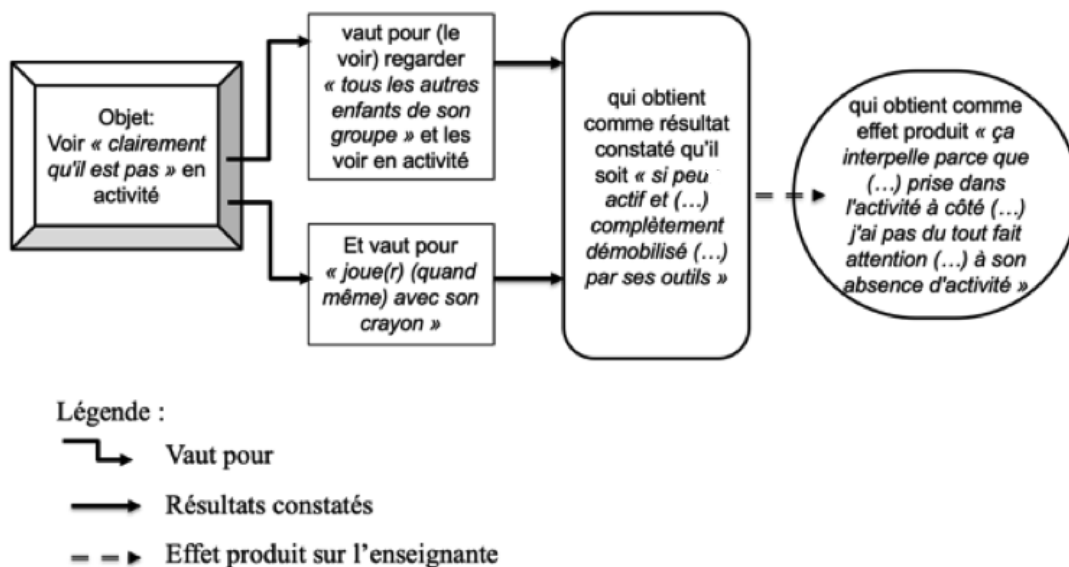 Objet:
Voir « clairement
qu'il est pas » en
activité
vaut pour (le
voir) regarder
« tous les autres
enfants de son
groupe » et les
voir en activité
Et vaut pour
« joue(r) (quand
même) avec son
crayon »
qui obtient
comme résultat
constaté qu'il
soit « si peu
actif et (...)
complètement
démobilisé (...)
par ses outils »
qui obtient comme
effet produit « ça
interpelle parce que
(...) prise dans
l'activité à côté (...)
j'ai pas du tout fait
attention (...) à son
absence d'activité »
Légende :
Vaut pour
Résultats constatés
Effet produit sur l'enseignante